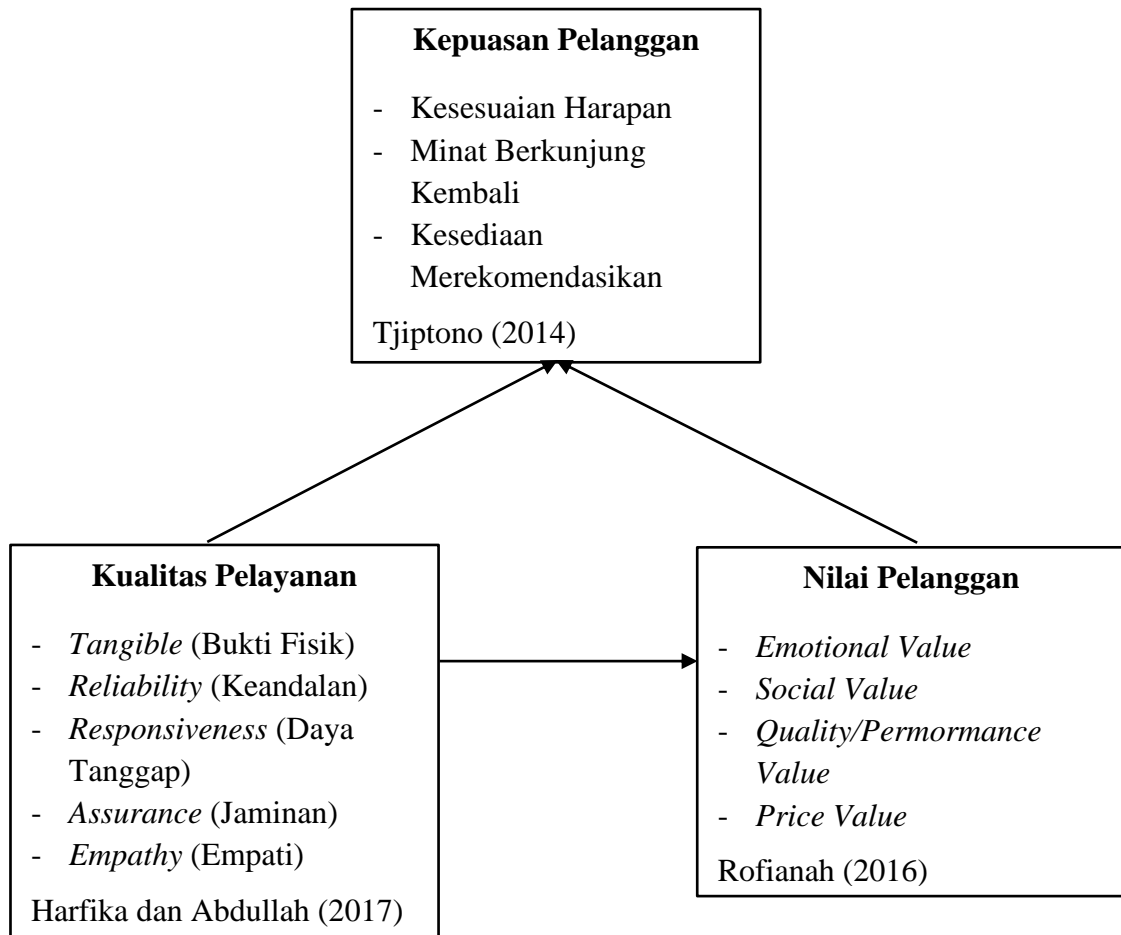 Kepuasan Pelanggan
- Kesesuaian Harapan
- Minat Berkunjung
Kembali
- Kesediaan
Merekomendasikan
Tjiptono (2014)
Kualitas Pelayanan
- Tangible (Bukti Fisik)
- Reliability (Keandalan)
- Responsiveness (Daya
Tanggap)
- Assurance (Jaminan)
- Empathy (Empati)
Harfika dan Abdullah (2017)
Nilai Pelanggan
- Emotional Value
- Social Value
- Quality/Permormance
Value
- Price Value
Rofianah (2016)